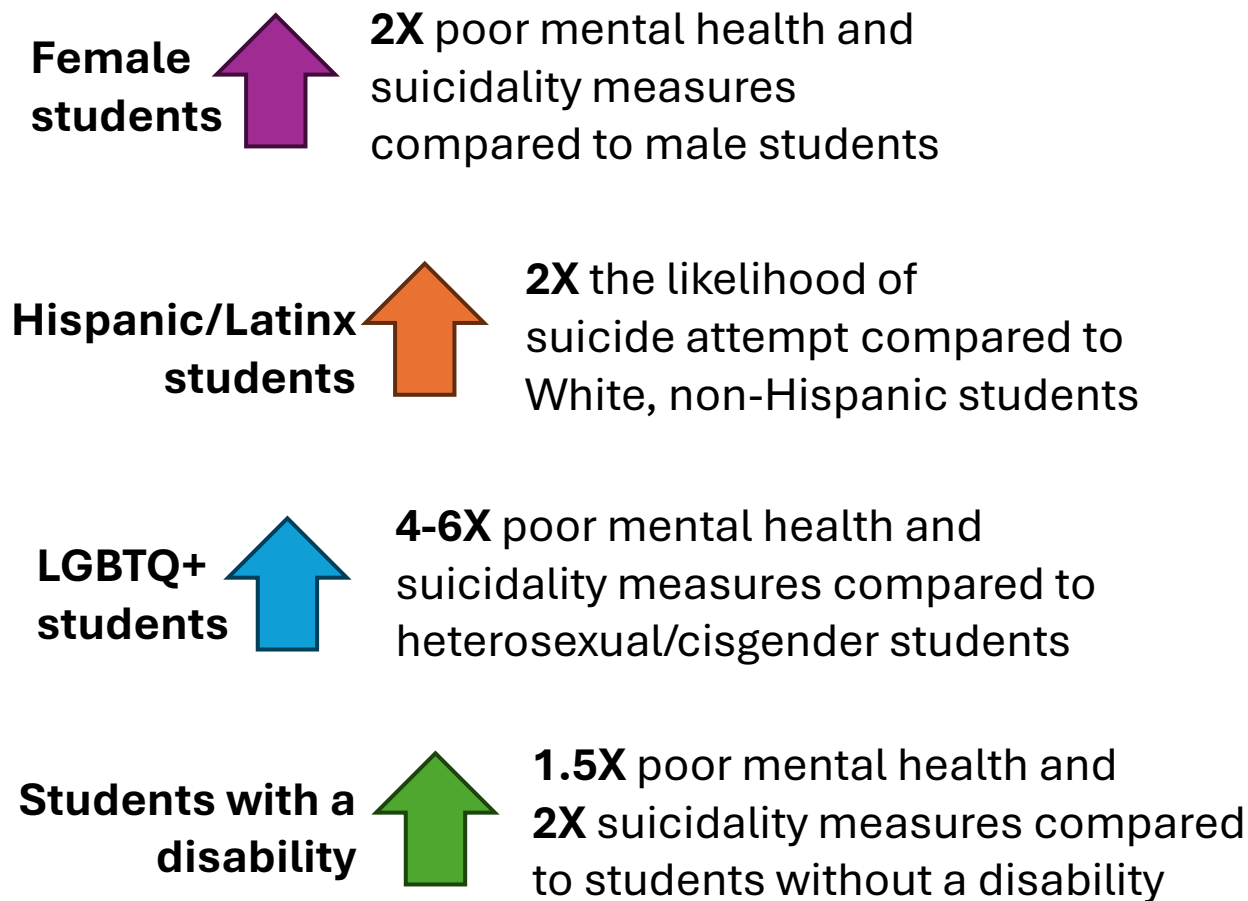 Female
students
2X poor mental health and
suicidality measures
compared to male students
Hispanic/Latinx
students
2X the likelihood of
suicide attempt compared to
White, non-Hispanic students
LGBTQ+
students
4-6X poor mental health and
suicidality measures compared to
heterosexual/cisgender students
Students with a
disability
1.5X poor mental health and
2X suicidality measures compared
to students without a disability